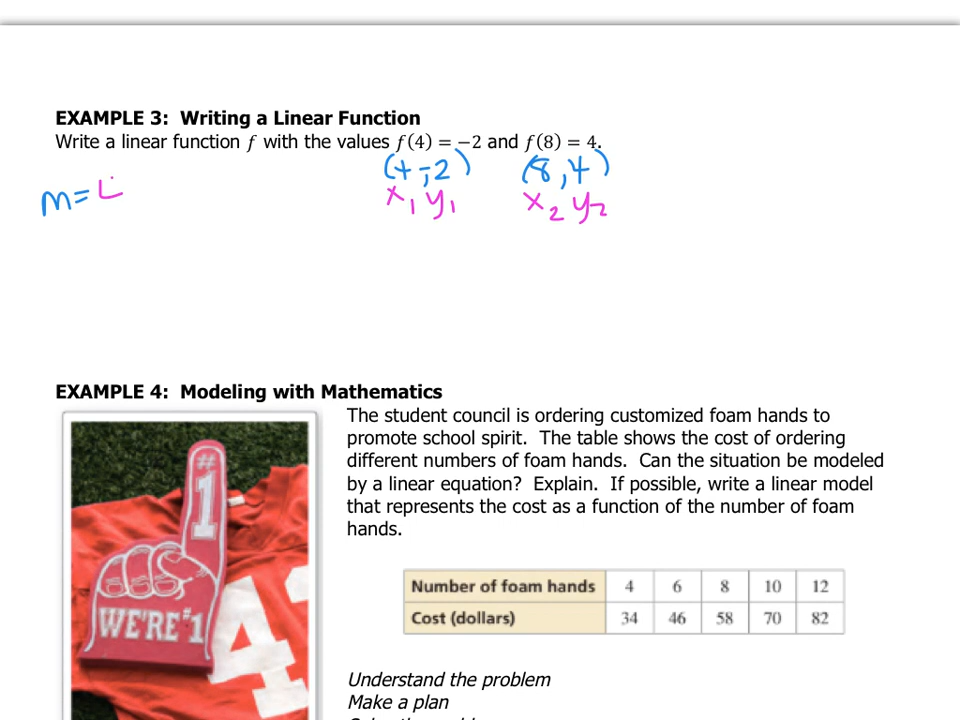 EXAMPLE 3: Writing a Linear Function
Write a linear function f with the values f(4) = −2 and f(8) = 4.
(4,-2) (8,4)
m=
x₁ y₁ x₂ y₂
EXAMPLE 4: Modeling with Mathematics
The student council is ordering customized foam hands to
promote school spirit. The table shows the cost of ordering
different numbers of foam hands. Can the situation be modeled
by a linear equation? Explain. If possible, write a linear model
that represents the cost as a function of the number of foam
hands.
#1
WE'RE #1
4
Number of foam hands 4 6 8 10 12
Cost (dollars) 34 46 58 70 82
Understand the problem
Make a plan